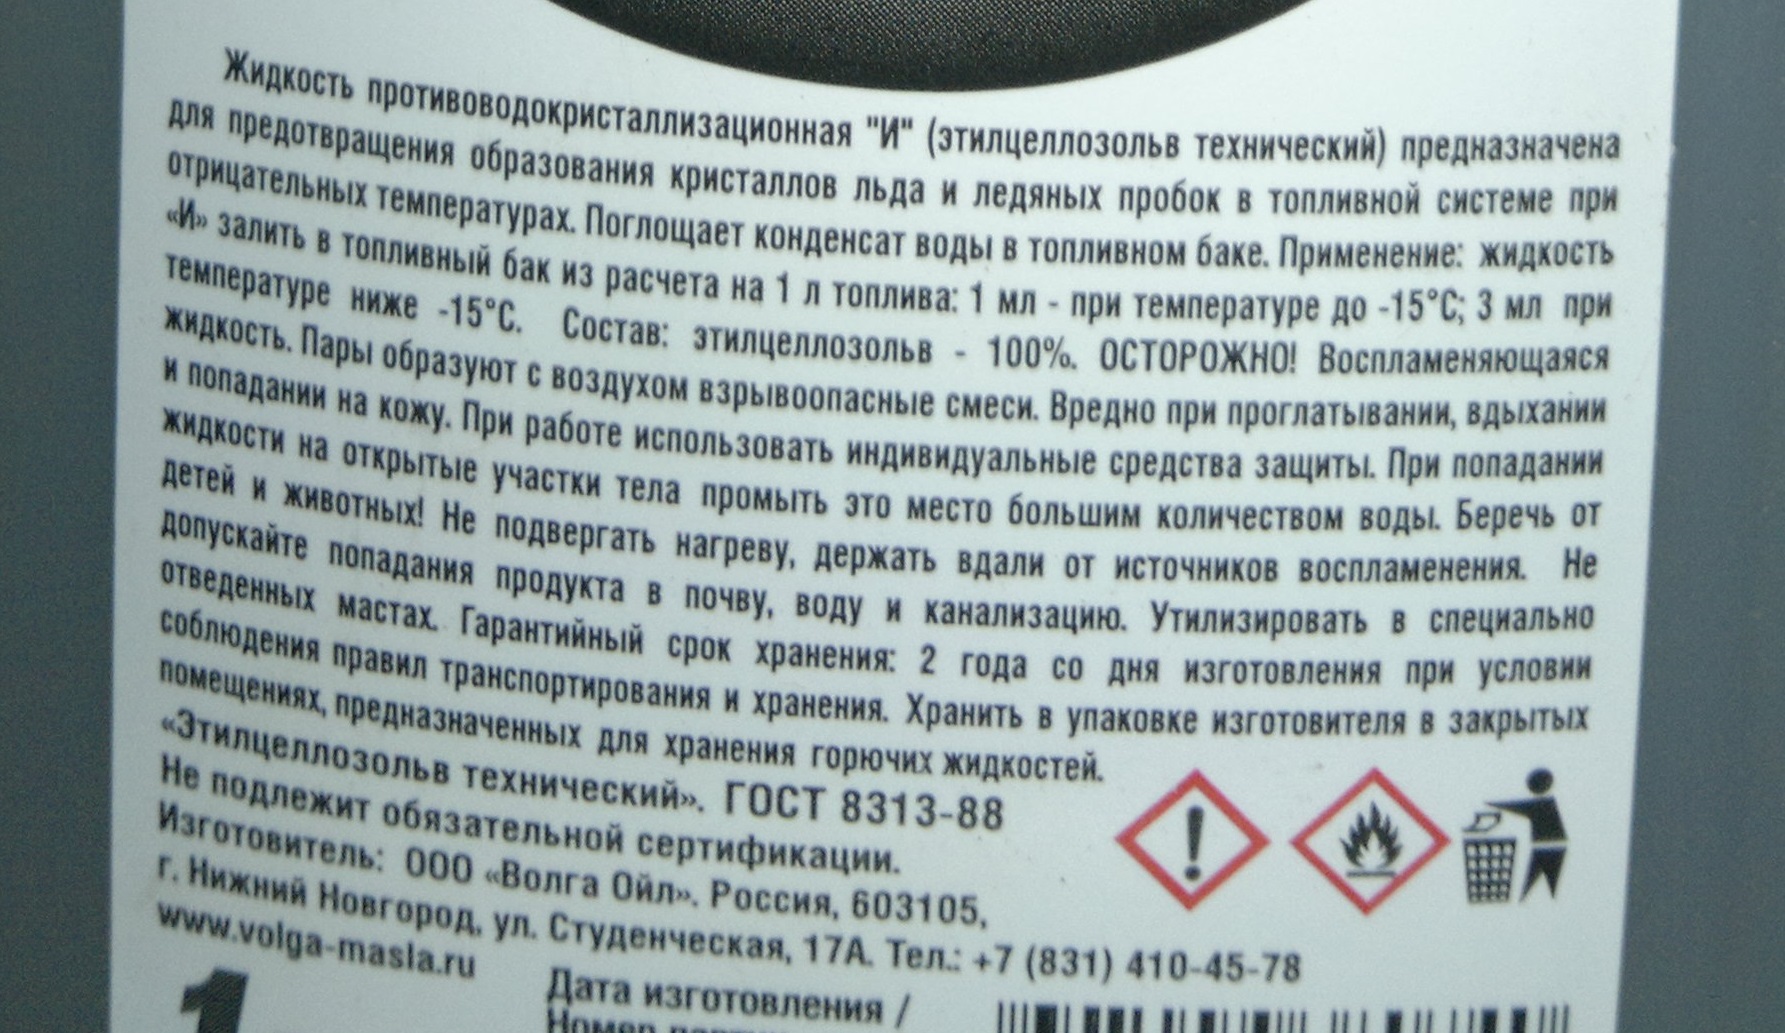 Жидкость противоводокристаллизационная "И" (этилцеллозольв технический) предназначена
для предотвращения образования кристаллов льда и ледяных пробок в топливной системе при
отрицательных температурах. Поглощает конденсат воды в топливном баке. Применение: жидкость
«И» залить в топливный бак из расчета на 1 л топлива: 1 мл - при температуре до -15°С; 3 мл при
температуре ниже -15°С. Состав: этилцеллозольв - 100%. ОСТОРОЖНО! Воспламеняющаяся
жидкость. Пары образуют с воздухом взрывоопасные смеси. Вредно при проглатывании, вдыхании
и попадании на кожу. При работе использовать индивидуальные средства защиты. При попадании
жидкости на открытые участки тела промыть это место большим количеством воды. Беречь от
детей и животных! Не подвергать нагреву, держать вдали от источников воспламенения. Не
допускайте попадания продукта в почву, воду и канализацию. Утилизировать в специально
отведенных мастах. Гарантийный срок хранения: 2 года со дня изготовления при условии
соблюдения правил транспортирования и хранения. Хранить в упаковке изготовителя в закрытых
помещениях, предназначенных для хранения горючих жидкостей.
«Этилцеллозольв технический». ГОСТ 8313-88
Не подлежит обязательной сертификации.
Изготовитель: ООО «Волга Ойл». Россия, 603105,
г. Нижний Новгород, ул. Студенческая, 17А. Тел.: +7 (831) 410-45-78
www.volga-masla.ru
1
Дата изготовления /
Номер